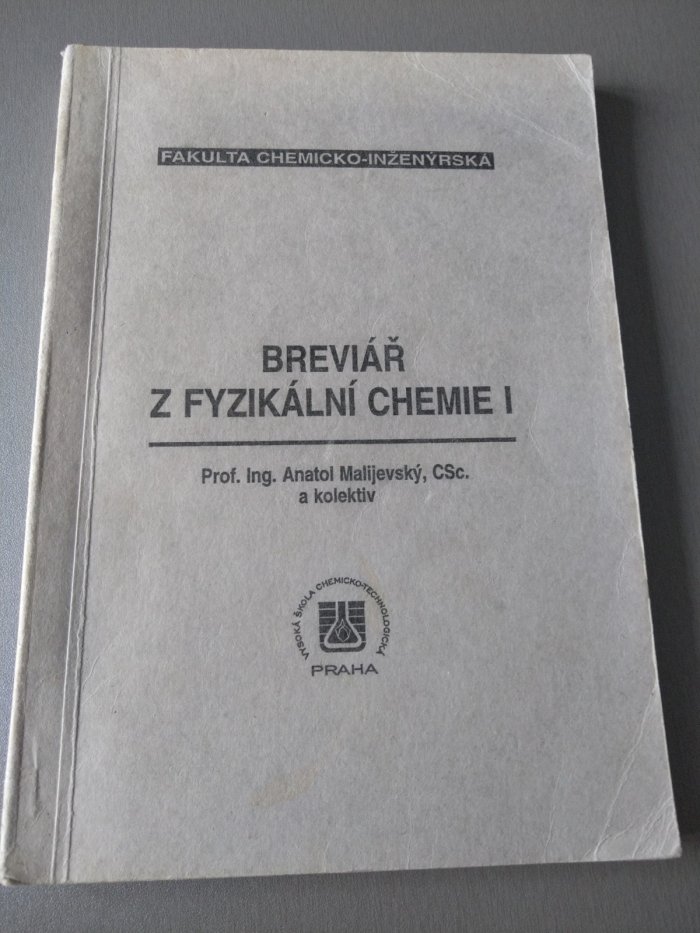 FAKULTA CHEMICKO-INŽENÝRSKÁ
BREVIÁŘ
Z FYZIKÁLNÍ CHEMIE I
Prof. Ing. Anatol Malijevský, CSc.
a kolektiv
VYSOKÁ ŠKOLA CHEMICKO-TECHNOLOGICKÁ
PRAHA